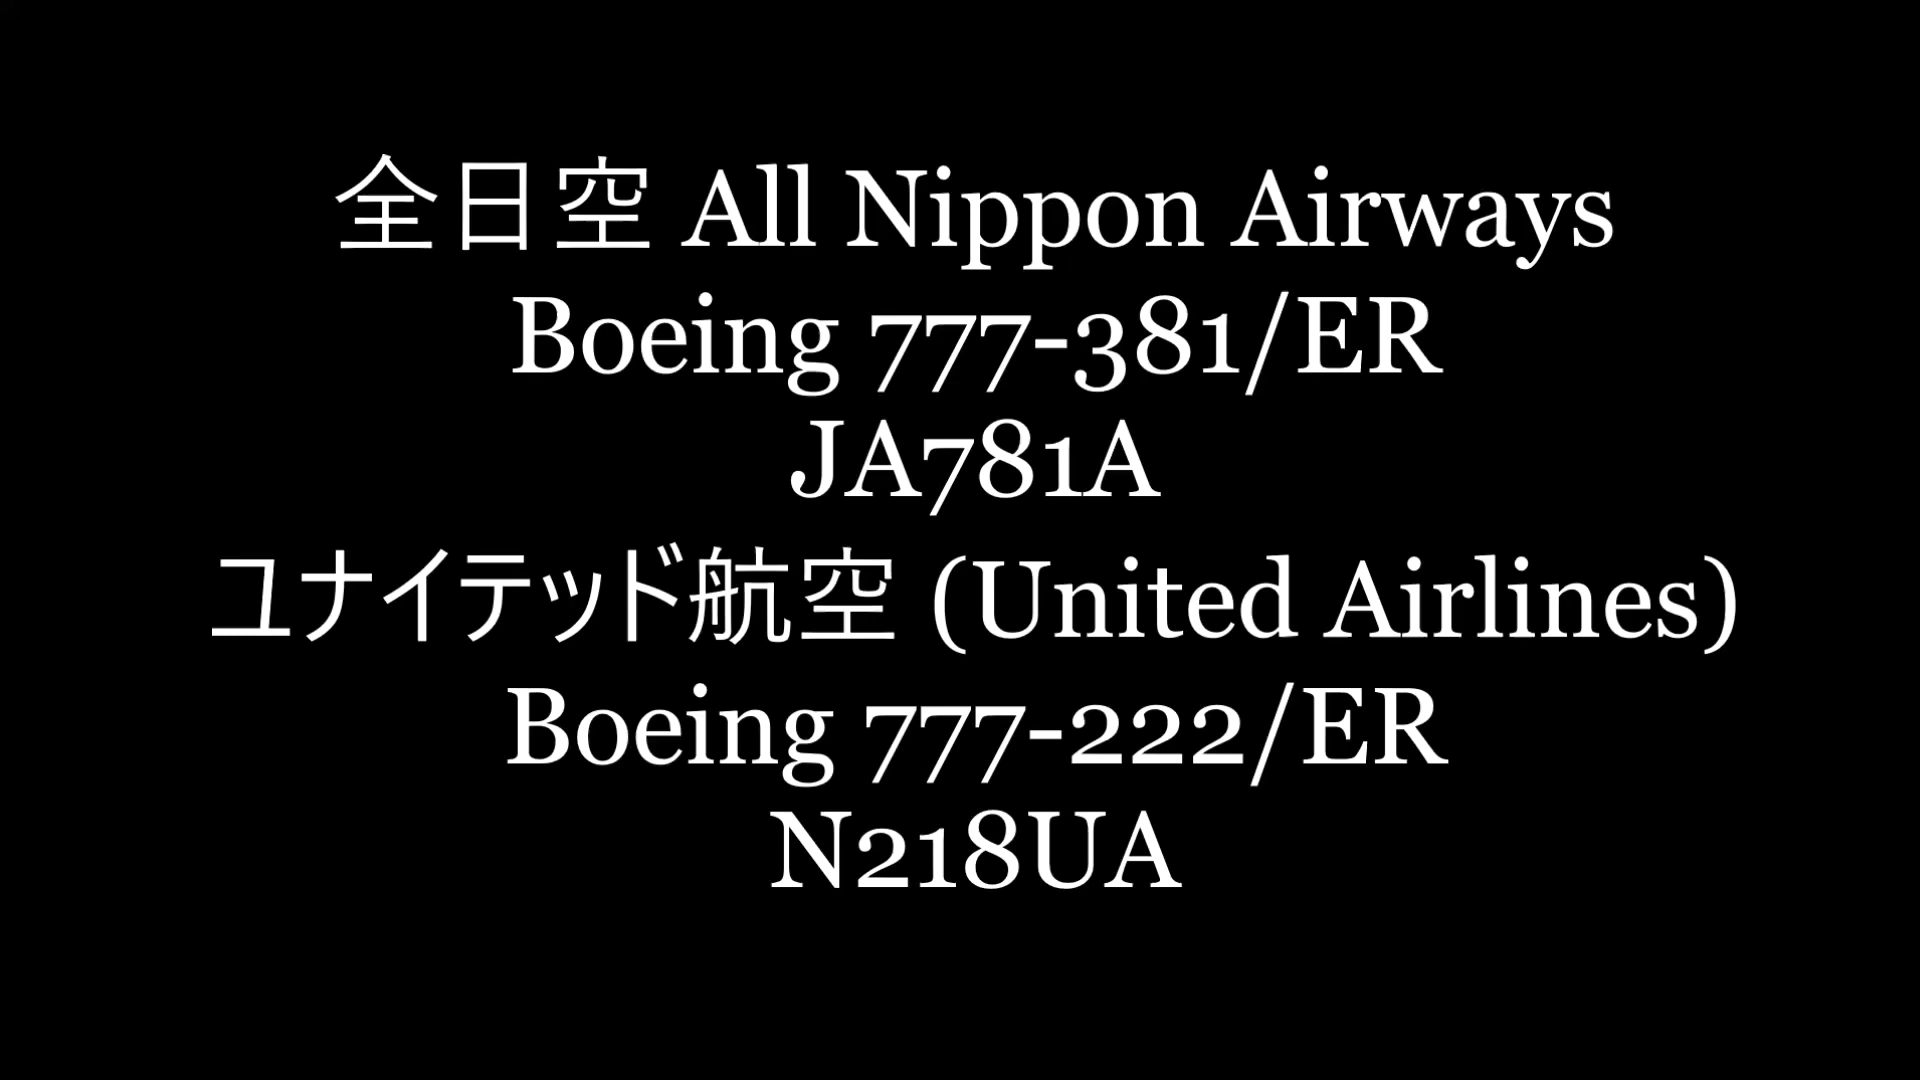 全日空 All Nippon Airways
Boeing 777-381/ER
JA781A
ユナイテッド航空 (United Airlines)
Boeing 777-222/ER
N218UA